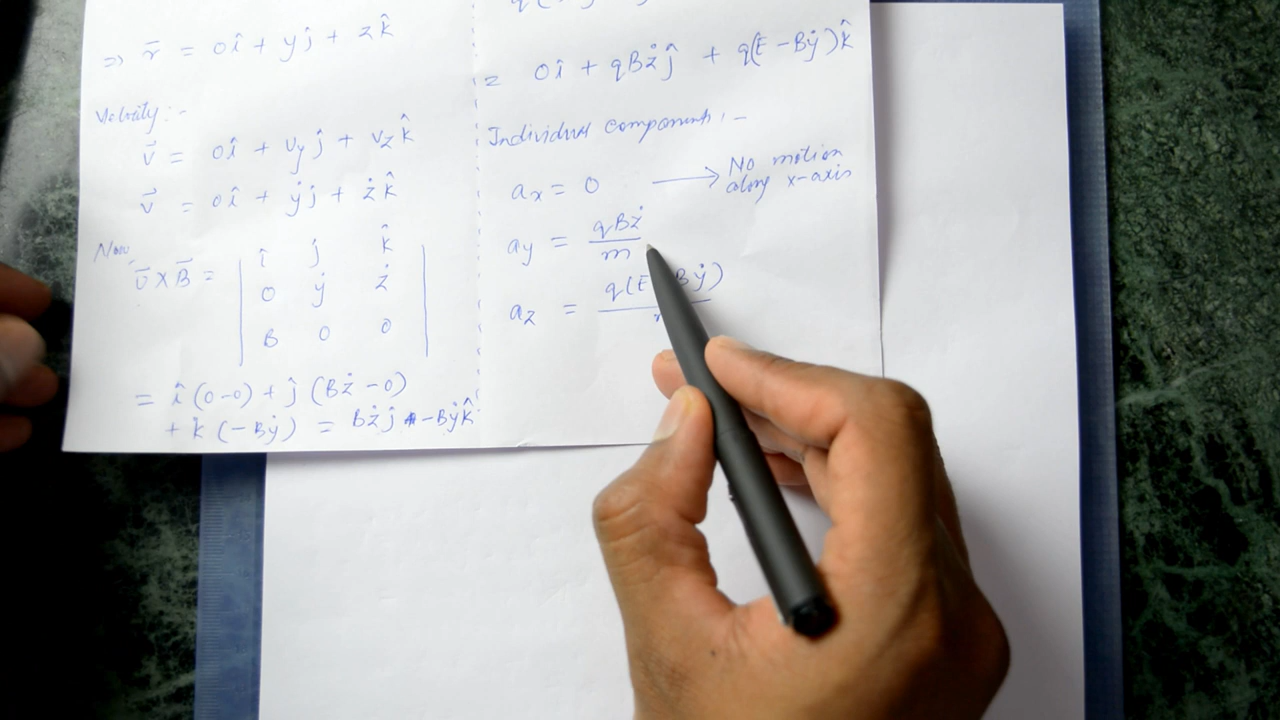 ⇒ r̄ = 0î + yĵ + zk̂
Velocity:-
v⃗ = 0î + vyĵ + vzk̂
v⃗ = 0î + ẏĵ + żk̂
Now,
v̄ × B̄ = | î ĵ k̂ |
| 0 ẏ ż |
| B 0 0 |
= î(0-0) + ĵ(Bż - 0)
+ k̂(-Bẏ) = Bżĵ - Bẏk̂
= 0î + qBżĵ + q(E - Bẏ)k̂
Individual components:-
ax = 0 → No motion
along x-axis
ay = qBż
m
az = q(E Bẏ)